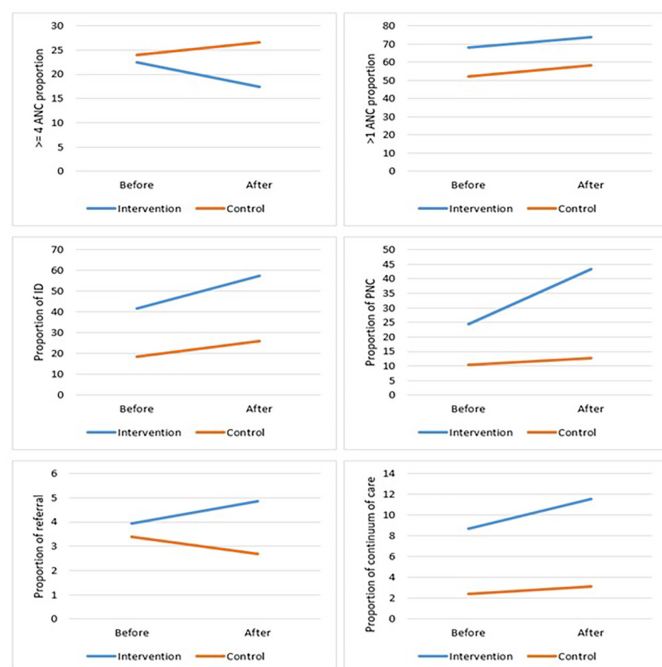 >= 4 ANC proportion
30
25
20
15
10
5
0
Before After
Intervention Control
>1 ANC proportion
80
70
60
50
40
30
20
10
0
Before After
Intervention Control
Proportion of ID
70
60
50
40
30
20
10
0
Before After
Intervention Control
Proportion of PNC
50
45
40
35
30
25
20
15
10
5
0
Before After
Intervention Control
Proportion of referral
6
5
4
3
2
1
0
Before After
Intervention Control
Proportion of continuum of care
14
12
10
8
6
4
2
0
Before After
Intervention Control